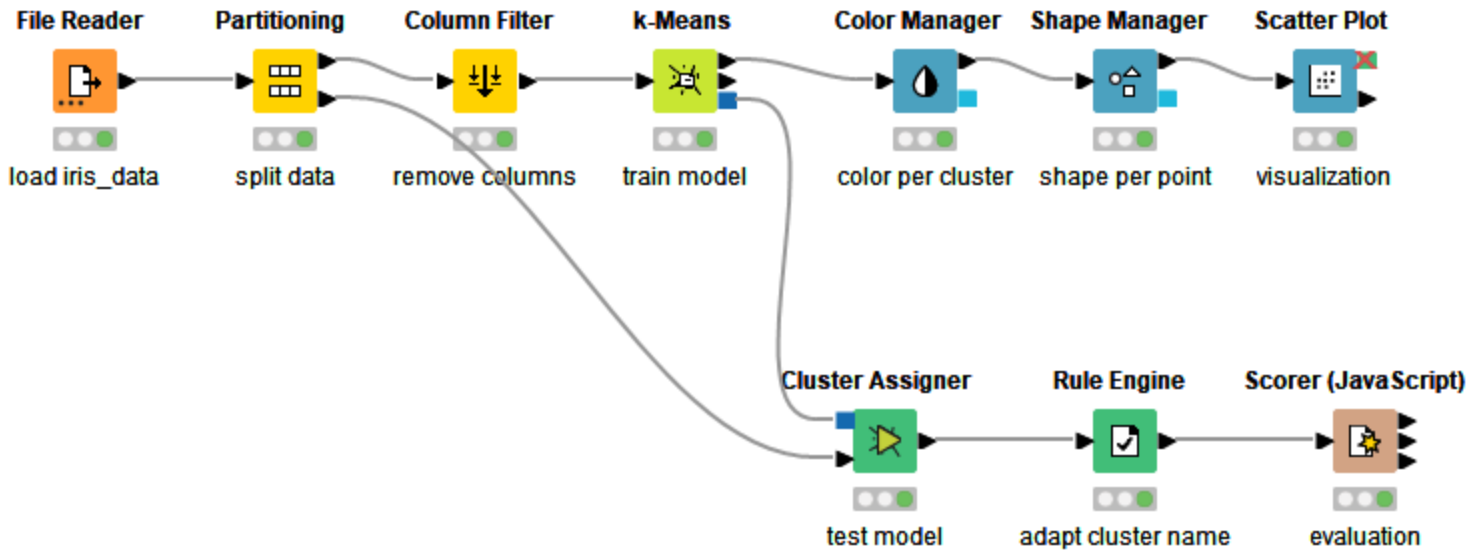 File Reader
Partitioning
Column Filter
k-Means
Color Manager
Shape Manager
Scatter Plot
load iris_data
split data
remove columns
train model
color per cluster
shape per point
visualization
Cluster Assigner
Rule Engine
Scorer (JavaScript)
test model
adapt cluster name
evaluation